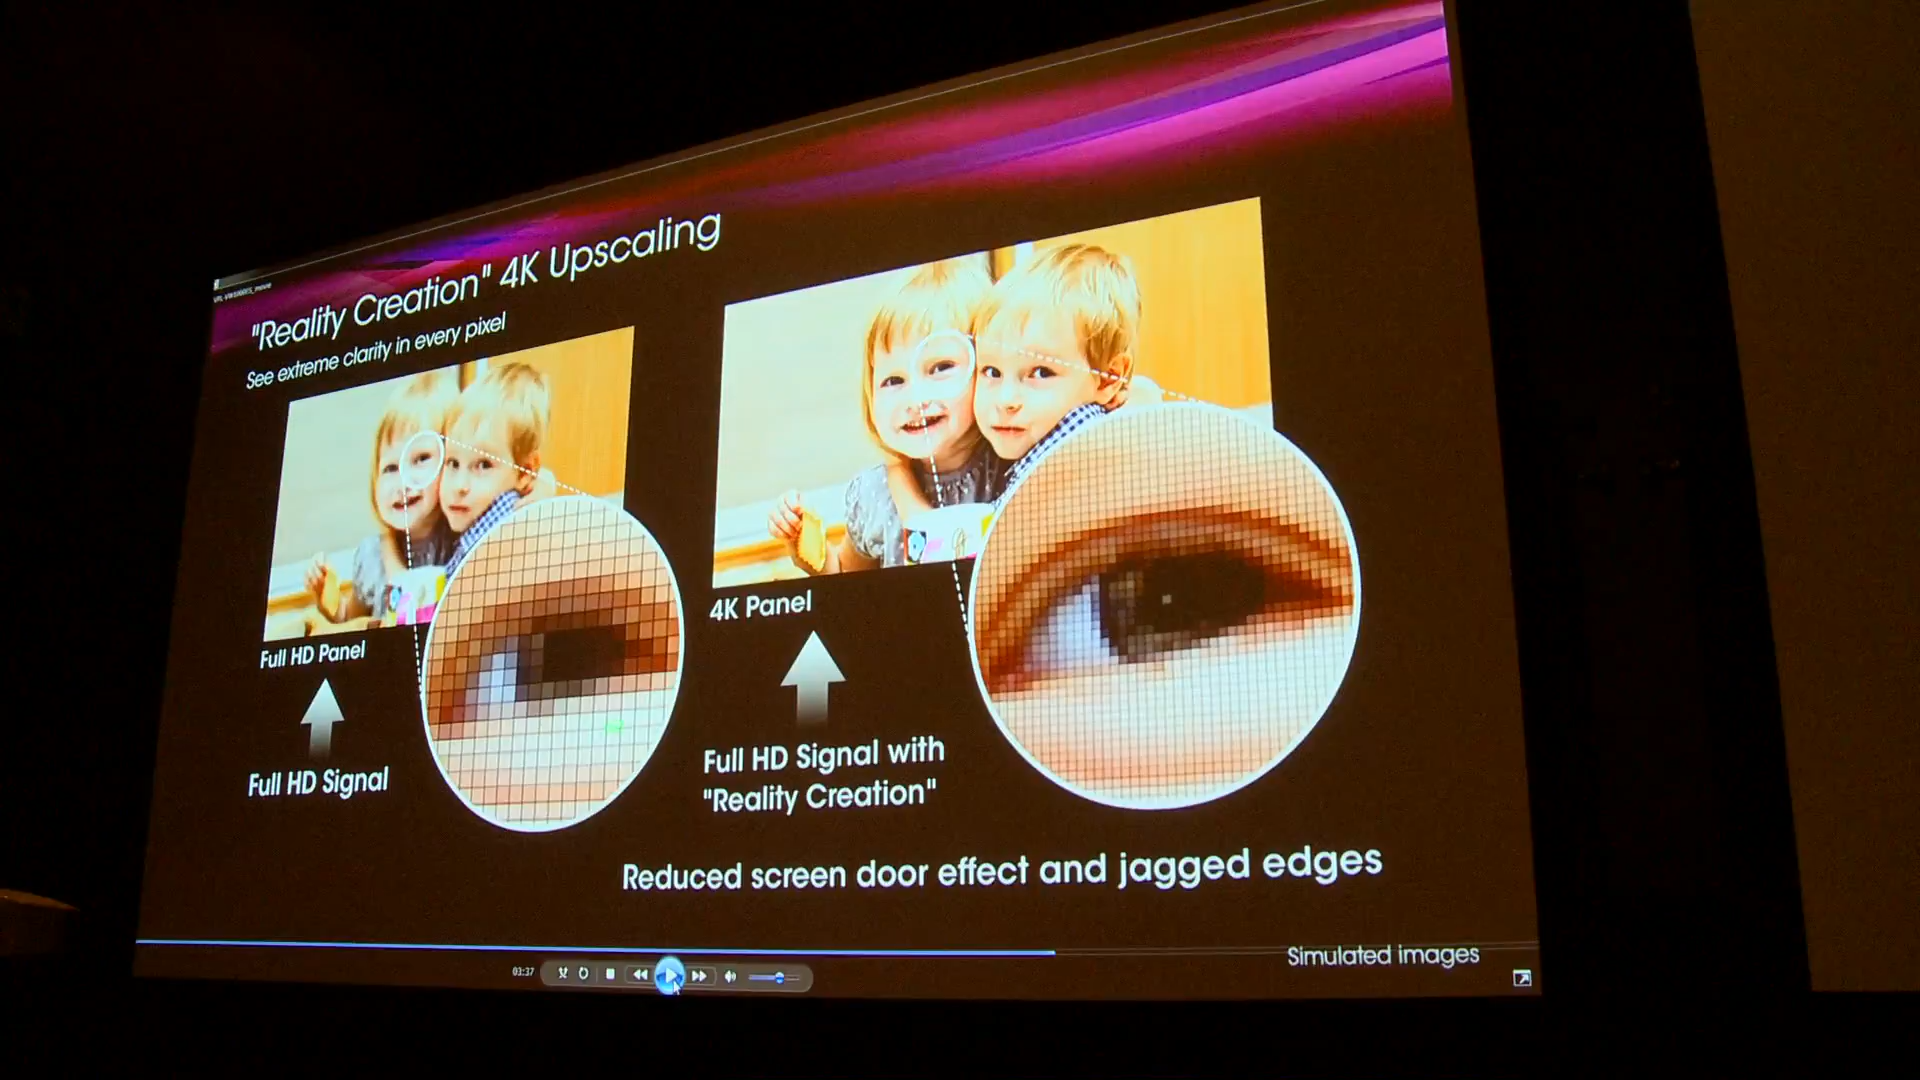 "Reality Creation" 4K Upscaling
See extreme clarity in every pixel
Full HD Panel
Full HD Signal
4K Panel
Full HD Signal with
"Reality Creation"
Reduced screen door effect and jagged edges
Simulated images
03:37